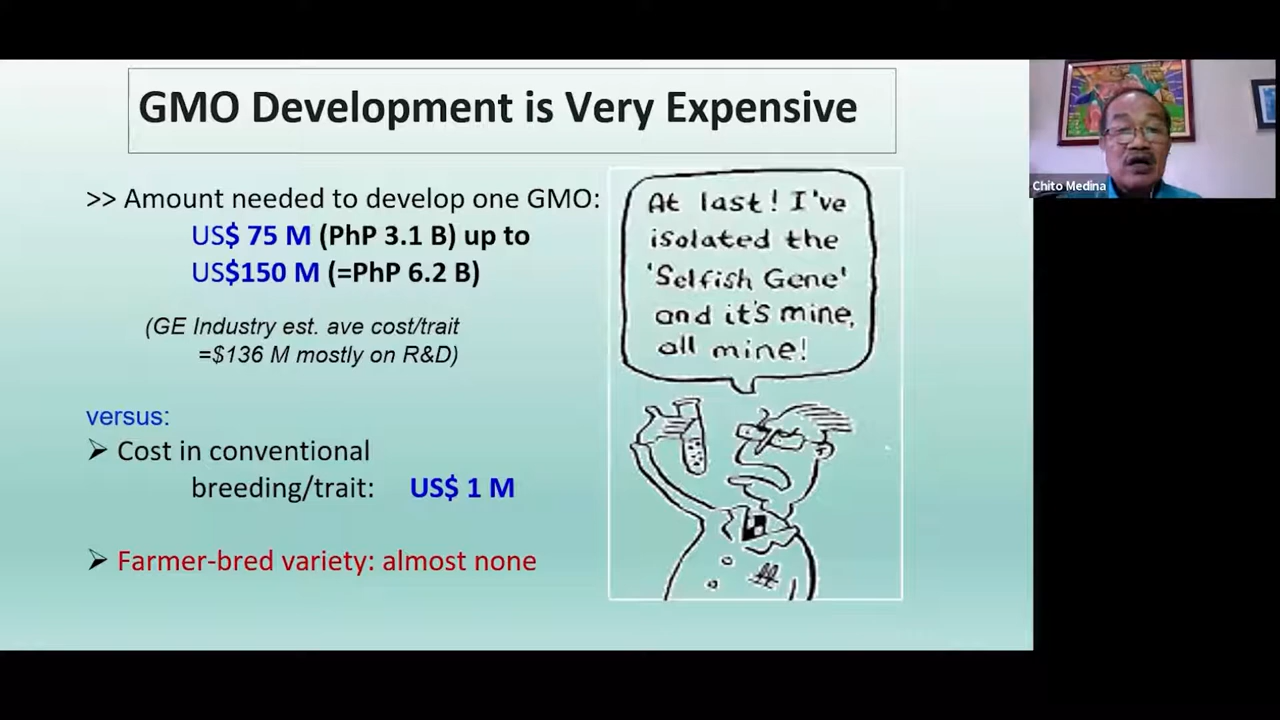 GMO Development is Very Expensive
>> Amount needed to develop one GMO:
US$ 75 M (PhP 3.1 B) up to
US$150 M (=PhP 6.2 B)
(GE Industry est. ave cost/trait
=$136 M mostly on R&D)
versus:
➢ Cost in conventional
breeding/trait: US$ 1 M
➢ Farmer-bred variety: almost none
At last! I've
isolated the
'Selfish Gene'
and it's mine,
all mine!
Chito Medina